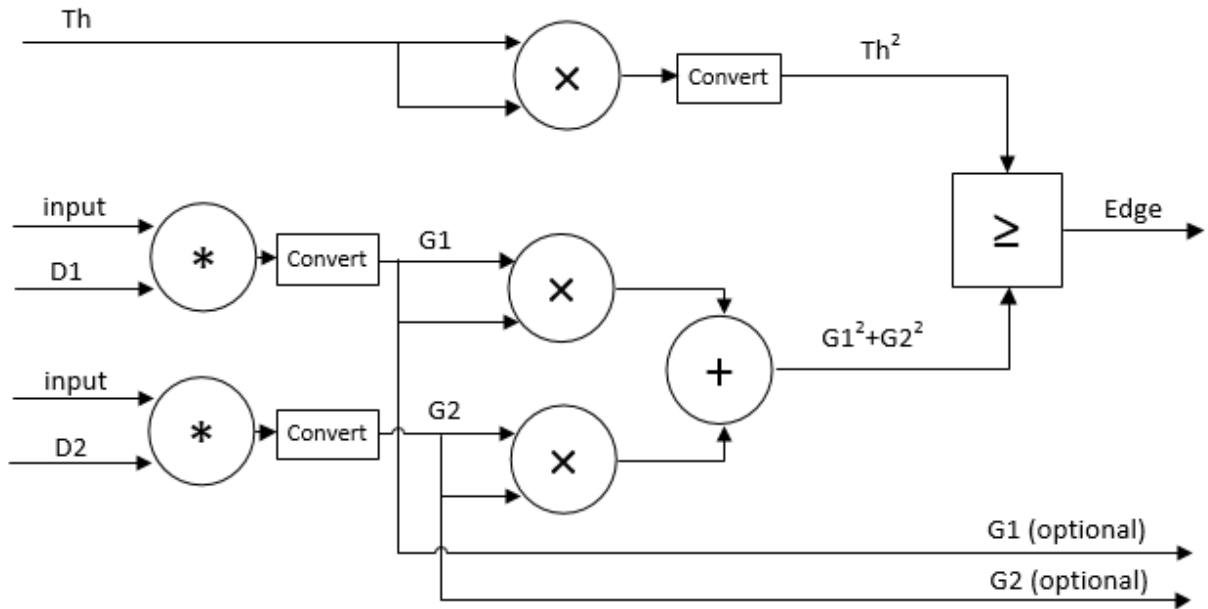 Th
×
Convert
Th²
input
*
D1
Convert
G1
×
≥
Edge
input
*
D2
Convert
G2
×
+
G1²+G2²
G1 (optional)
G2 (optional)